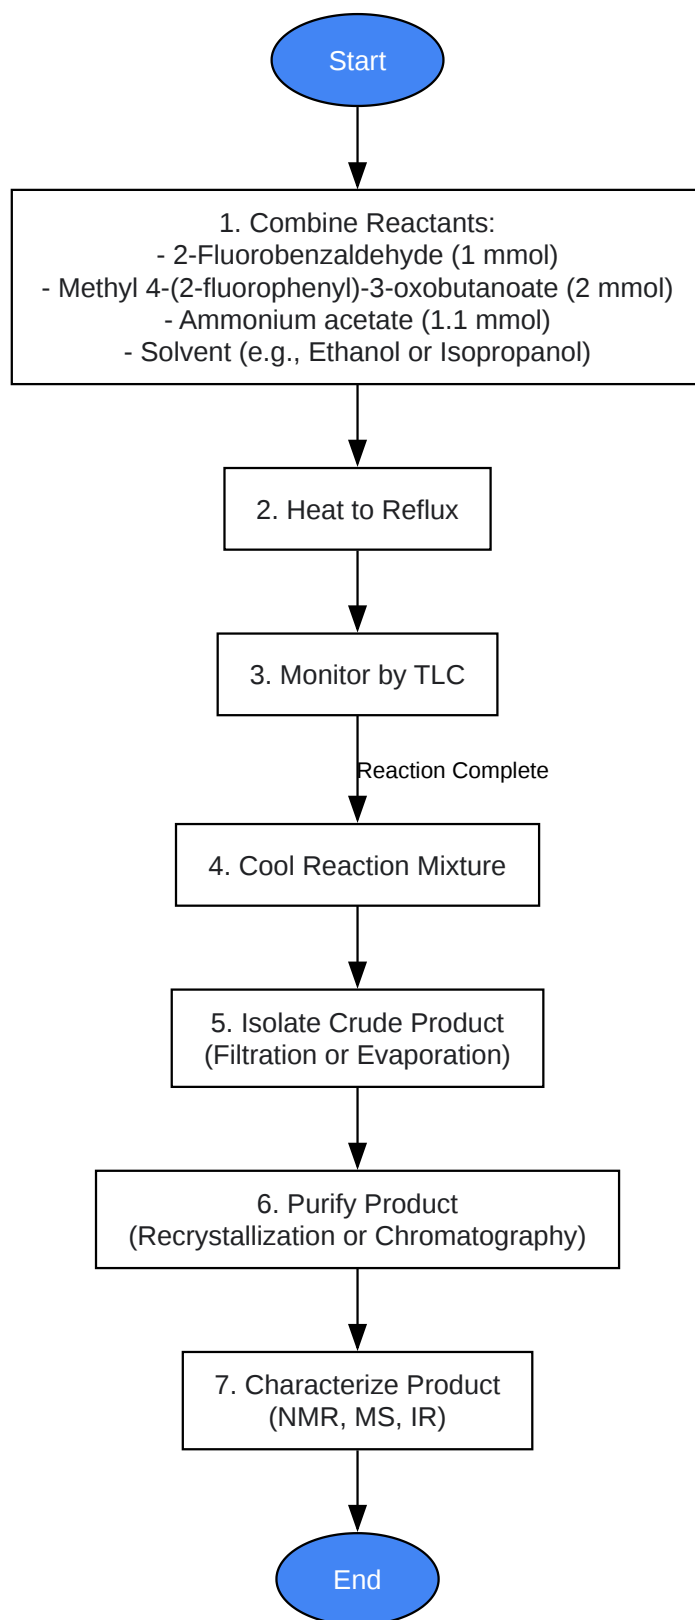 Start
1. Combine Reactants:
- 2-Fluorobenzaldehyde (1 mmol)
- Methyl 4-(2-fluorophenyl)-3-oxobutanoate (2 mmol)
- Ammonium acetate (1.1 mmol)
- Solvent (e.g., Ethanol or Isopropanol)
2. Heat to Reflux
3. Monitor by TLC
Reaction Complete
4. Cool Reaction Mixture
5. Isolate Crude Product
(Filtration or Evaporation)
6. Purify Product
(Recrystallization or Chromatography)
7. Characterize Product
(NMR, MS, IR)
End